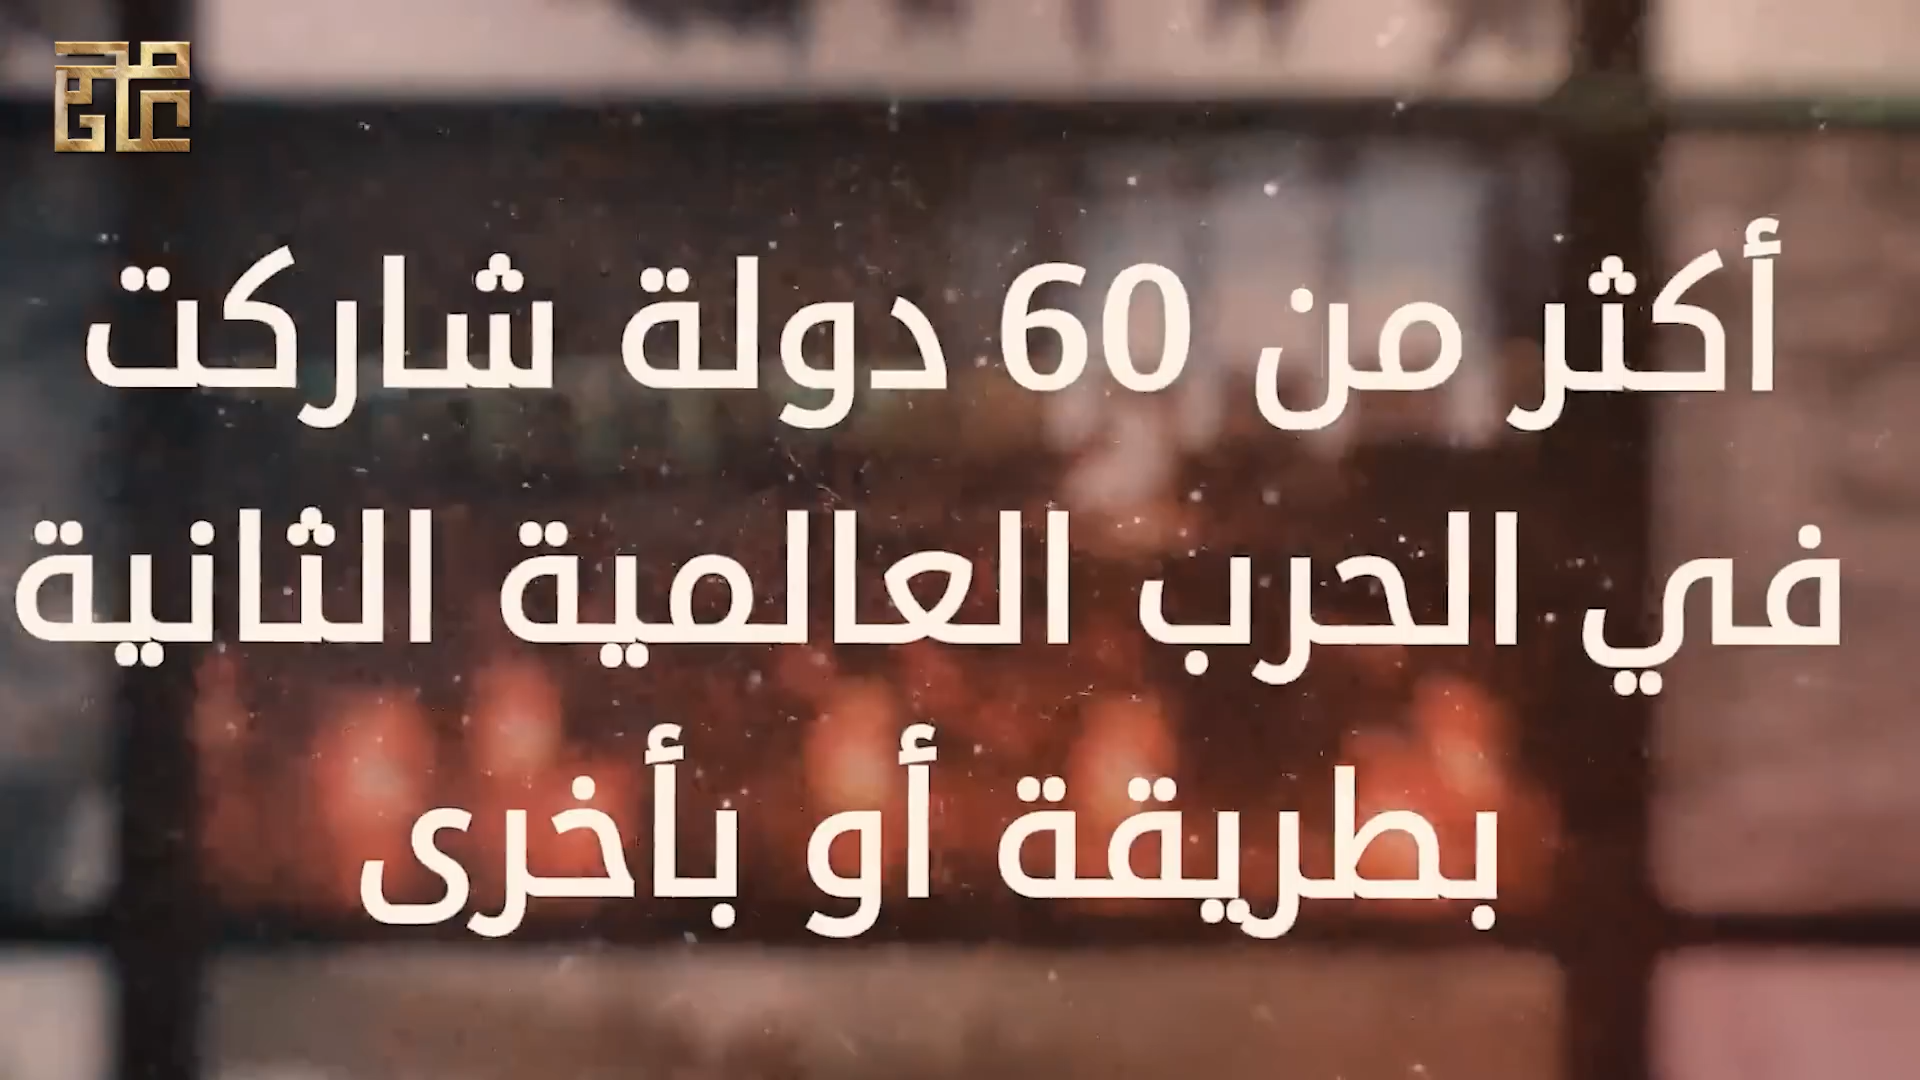 أكثر من 60 دولة شاركت
في الحرب العالمية الثانية
بطريقة أو بأخرى